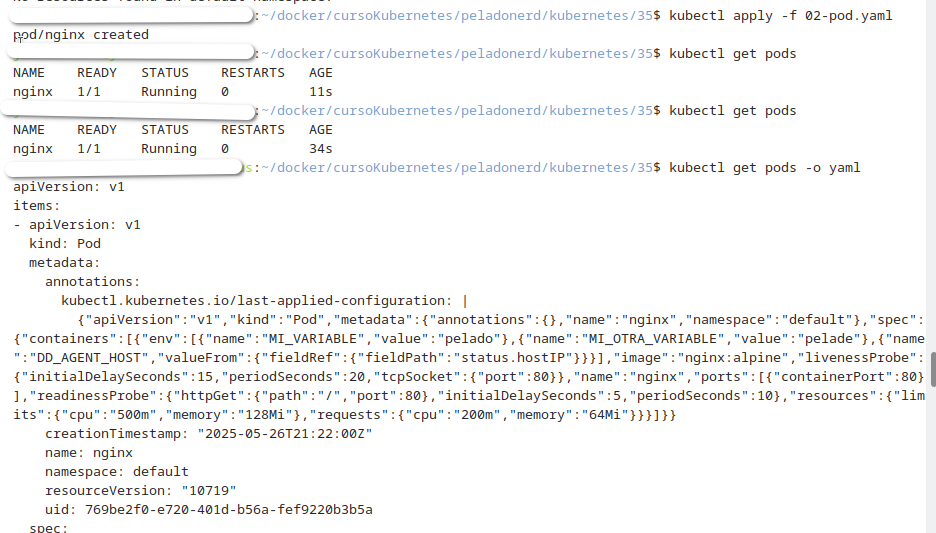 :~/docker/cursoKubernetes/peladonerd/kubernetes/35$ kubectl apply -f 02-pod.yaml
pod/nginx created
:~/docker/cursoKubernetes/peladonerd/kubernetes/35$ kubectl get pods
NAME    READY   STATUS    RESTARTS   AGE
nginx   1/1     Running   0          11s
:~/docker/cursoKubernetes/peladonerd/kubernetes/35$ kubectl get pods
NAME    READY   STATUS    RESTARTS   AGE
nginx   1/1     Running   0          34s
s:~/docker/cursoKubernetes/peladonerd/kubernetes/35$ kubectl get pods -o yaml
apiVersion: v1
items:
- apiVersion: v1
  kind: Pod
  metadata:
    annotations:
      kubectl.kubernetes.io/last-applied-configuration: |
        {"apiVersion":"v1","kind":"Pod","metadata":{"annotations":{},"name":"nginx","namespace":"default"},"spec":
{"containers":[{"env":[{"name":"MI_VARIABLE","value":"pelado"},{"name":"MI_OTRA_VARIABLE","value":"pelade"},{"name
":"DD_AGENT_HOST","valueFrom":{"fieldRef":{"fieldPath":"status.hostIP"}}}],"image":"nginx:alpine","livenessProbe":
{"initialDelaySeconds":15,"periodSeconds":20,"tcpSocket":{"port":80}},"name":"nginx","ports":[{"containerPort":80}
],"readinessProbe":{"httpGet":{"path":"/","port":80},"initialDelaySeconds":5,"periodSeconds":10},"resources":{"lim
its":{"cpu":"500m","memory":"128Mi"},"requests":{"cpu":"200m","memory":"64Mi"}}}]}}
    creationTimestamp: "2025-05-26T21:22:00Z"
    name: nginx
    namespace: default
    resourceVersion: "10719"
    uid: 769be2f0-e720-401d-b56a-fef9220b3b5a
  spec: